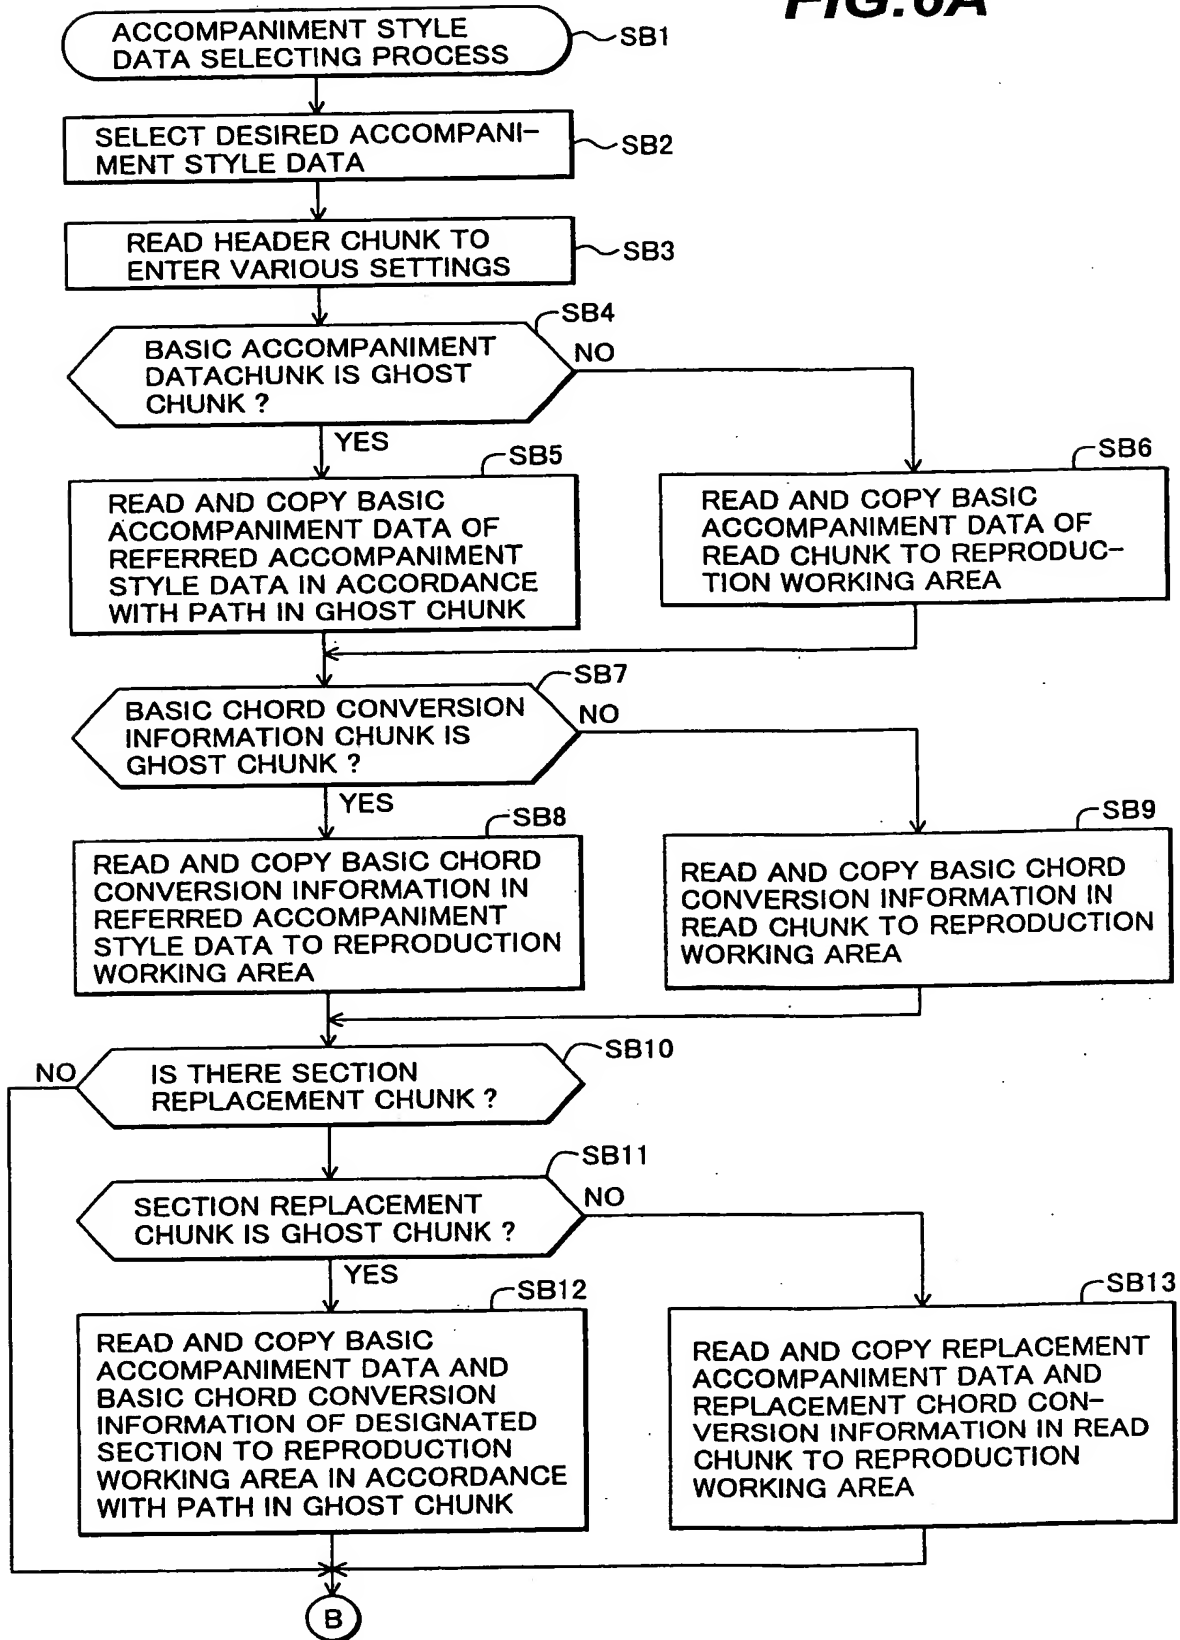 FIG.6A
ACCOMPANIMENT STYLE
DATA SELECTING PROCESS
SB1
SELECT DESIRED ACCOMPANI-
MENT STYLE DATA
SB2
READ HEADER CHUNK TO
ENTER VARIOUS SETTINGS
SB3
SB4
BASIC ACCOMPANIMENT
DATACHUNK IS GHOST
CHUNK ?
NO
YES
SB5
READ AND COPY BASIC
ACCOMPANIMENT DATA OF
REFERRED ACCOMPANIMENT
STYLE DATA IN ACCORDANCE
WITH PATH IN GHOST CHUNK
SB6
READ AND COPY BASIC
ACCOMPANIMENT DATA OF
READ CHUNK TO REPRODUC-
TION WORKING AREA
SB7
BASIC CHORD CONVERSION
INFORMATION CHUNK IS
GHOST CHUNK ?
NO
YES
SB8
READ AND COPY BASIC CHORD
CONVERSION INFORMATION IN
REFERRED ACCOMPANIMENT
STYLE DATA TO REPRODUCTION
WORKING AREA
SB9
READ AND COPY BASIC CHORD
CONVERSION INFORMATION IN
READ CHUNK TO REPRODUCTION
WORKING AREA
SB10
NO
IS THERE SECTION
REPLACEMENT CHUNK ?
SB11
SECTION REPLACEMENT
CHUNK IS GHOST CHUNK ?
NO
YES
SB12
READ AND COPY BASIC
ACCOMPANIMENT DATA AND
BASIC CHORD CONVERSION
INFORMATION OF DESIGNATED
SECTION TO REPRODUCTION
WORKING AREA IN ACCORDANCE
WITH PATH IN GHOST CHUNK
SB13
READ AND COPY REPLACEMENT
ACCOMPANIMENT DATA AND
REPLACEMENT CHORD CON-
VERSION INFORMATION IN READ
CHUNK TO REPRODUCTION
WORKING AREA
B